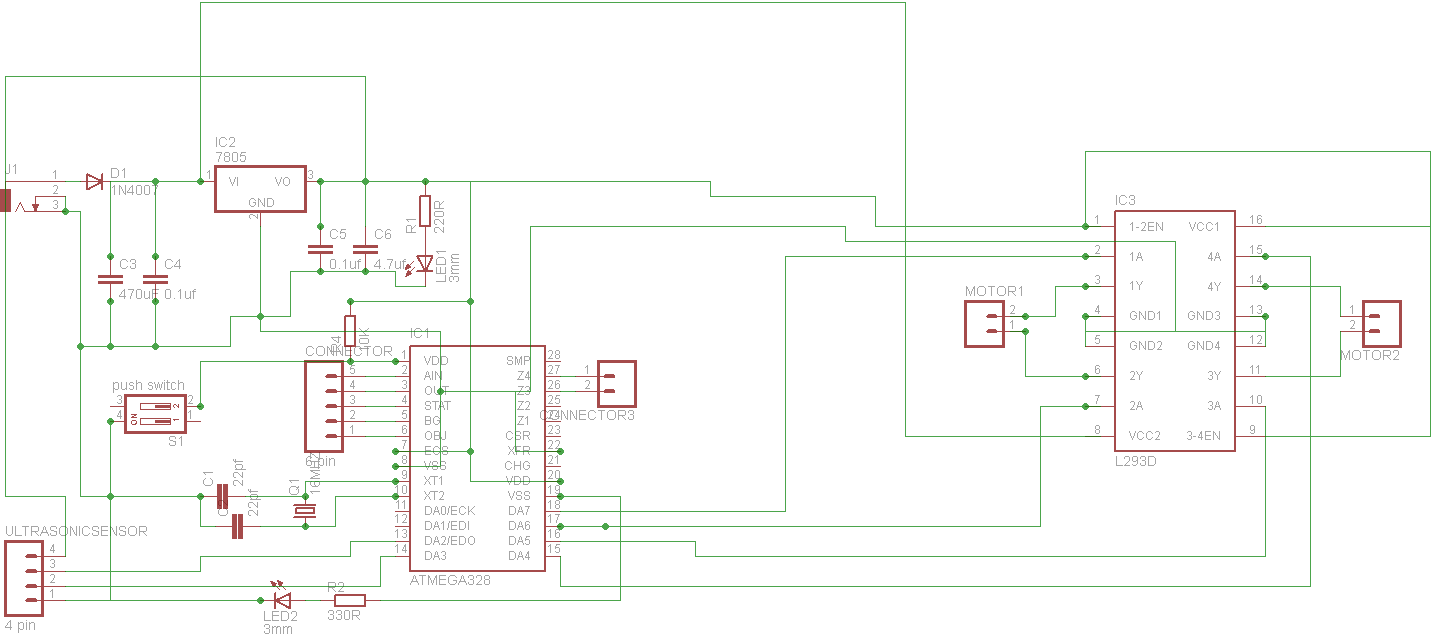 IC2
7805
J1
1
2
3
D1
1N4007
1
VI
VO
3
GND
2
C3
470uF
C4
0.1uf
C5
0.1uf
C6
4.7uf
R1
220R
LED1
3mm
R4
10K
IC1
CONNECTOR
5
4
3
2
1
6 pin
push switch
3
4
2
1
ON
2
1
S1
C1
22pf
22pf
Q1
16MHz
1 VDD
2 AIN
3 OUT
4 STAT
5 BG
6 OBJ
7 EOS
8 VSS
9 XT1
10 XT2
11 DA0/ECK
12 DA1/EDI
13 DA2/EDO
14 DA3
SMP 28
Z4 27
Z3 26
Z2 25
Z1 24
CSR 23
XFR 22
CHG 21
VDD 20
VSS 19
DA7 18
DA6 17
DA5 16
DA4 15
ATMEGA328
1
2
CONNECTOR3
ULTRASONICSENSOR
4
3
2
1
4 pin
LED2
3mm
R2
330R
MOTOR1
2
1
IC3
1 1-2EN VCC1 16
2 1A 4A 15
3 1Y 4Y 14
4 GND1 GND3 13
5 GND2 GND4 12
6 2Y 3Y 11
7 2A 3A 10
8 VCC2 3-4EN 9
L293D
1
2
MOTOR2